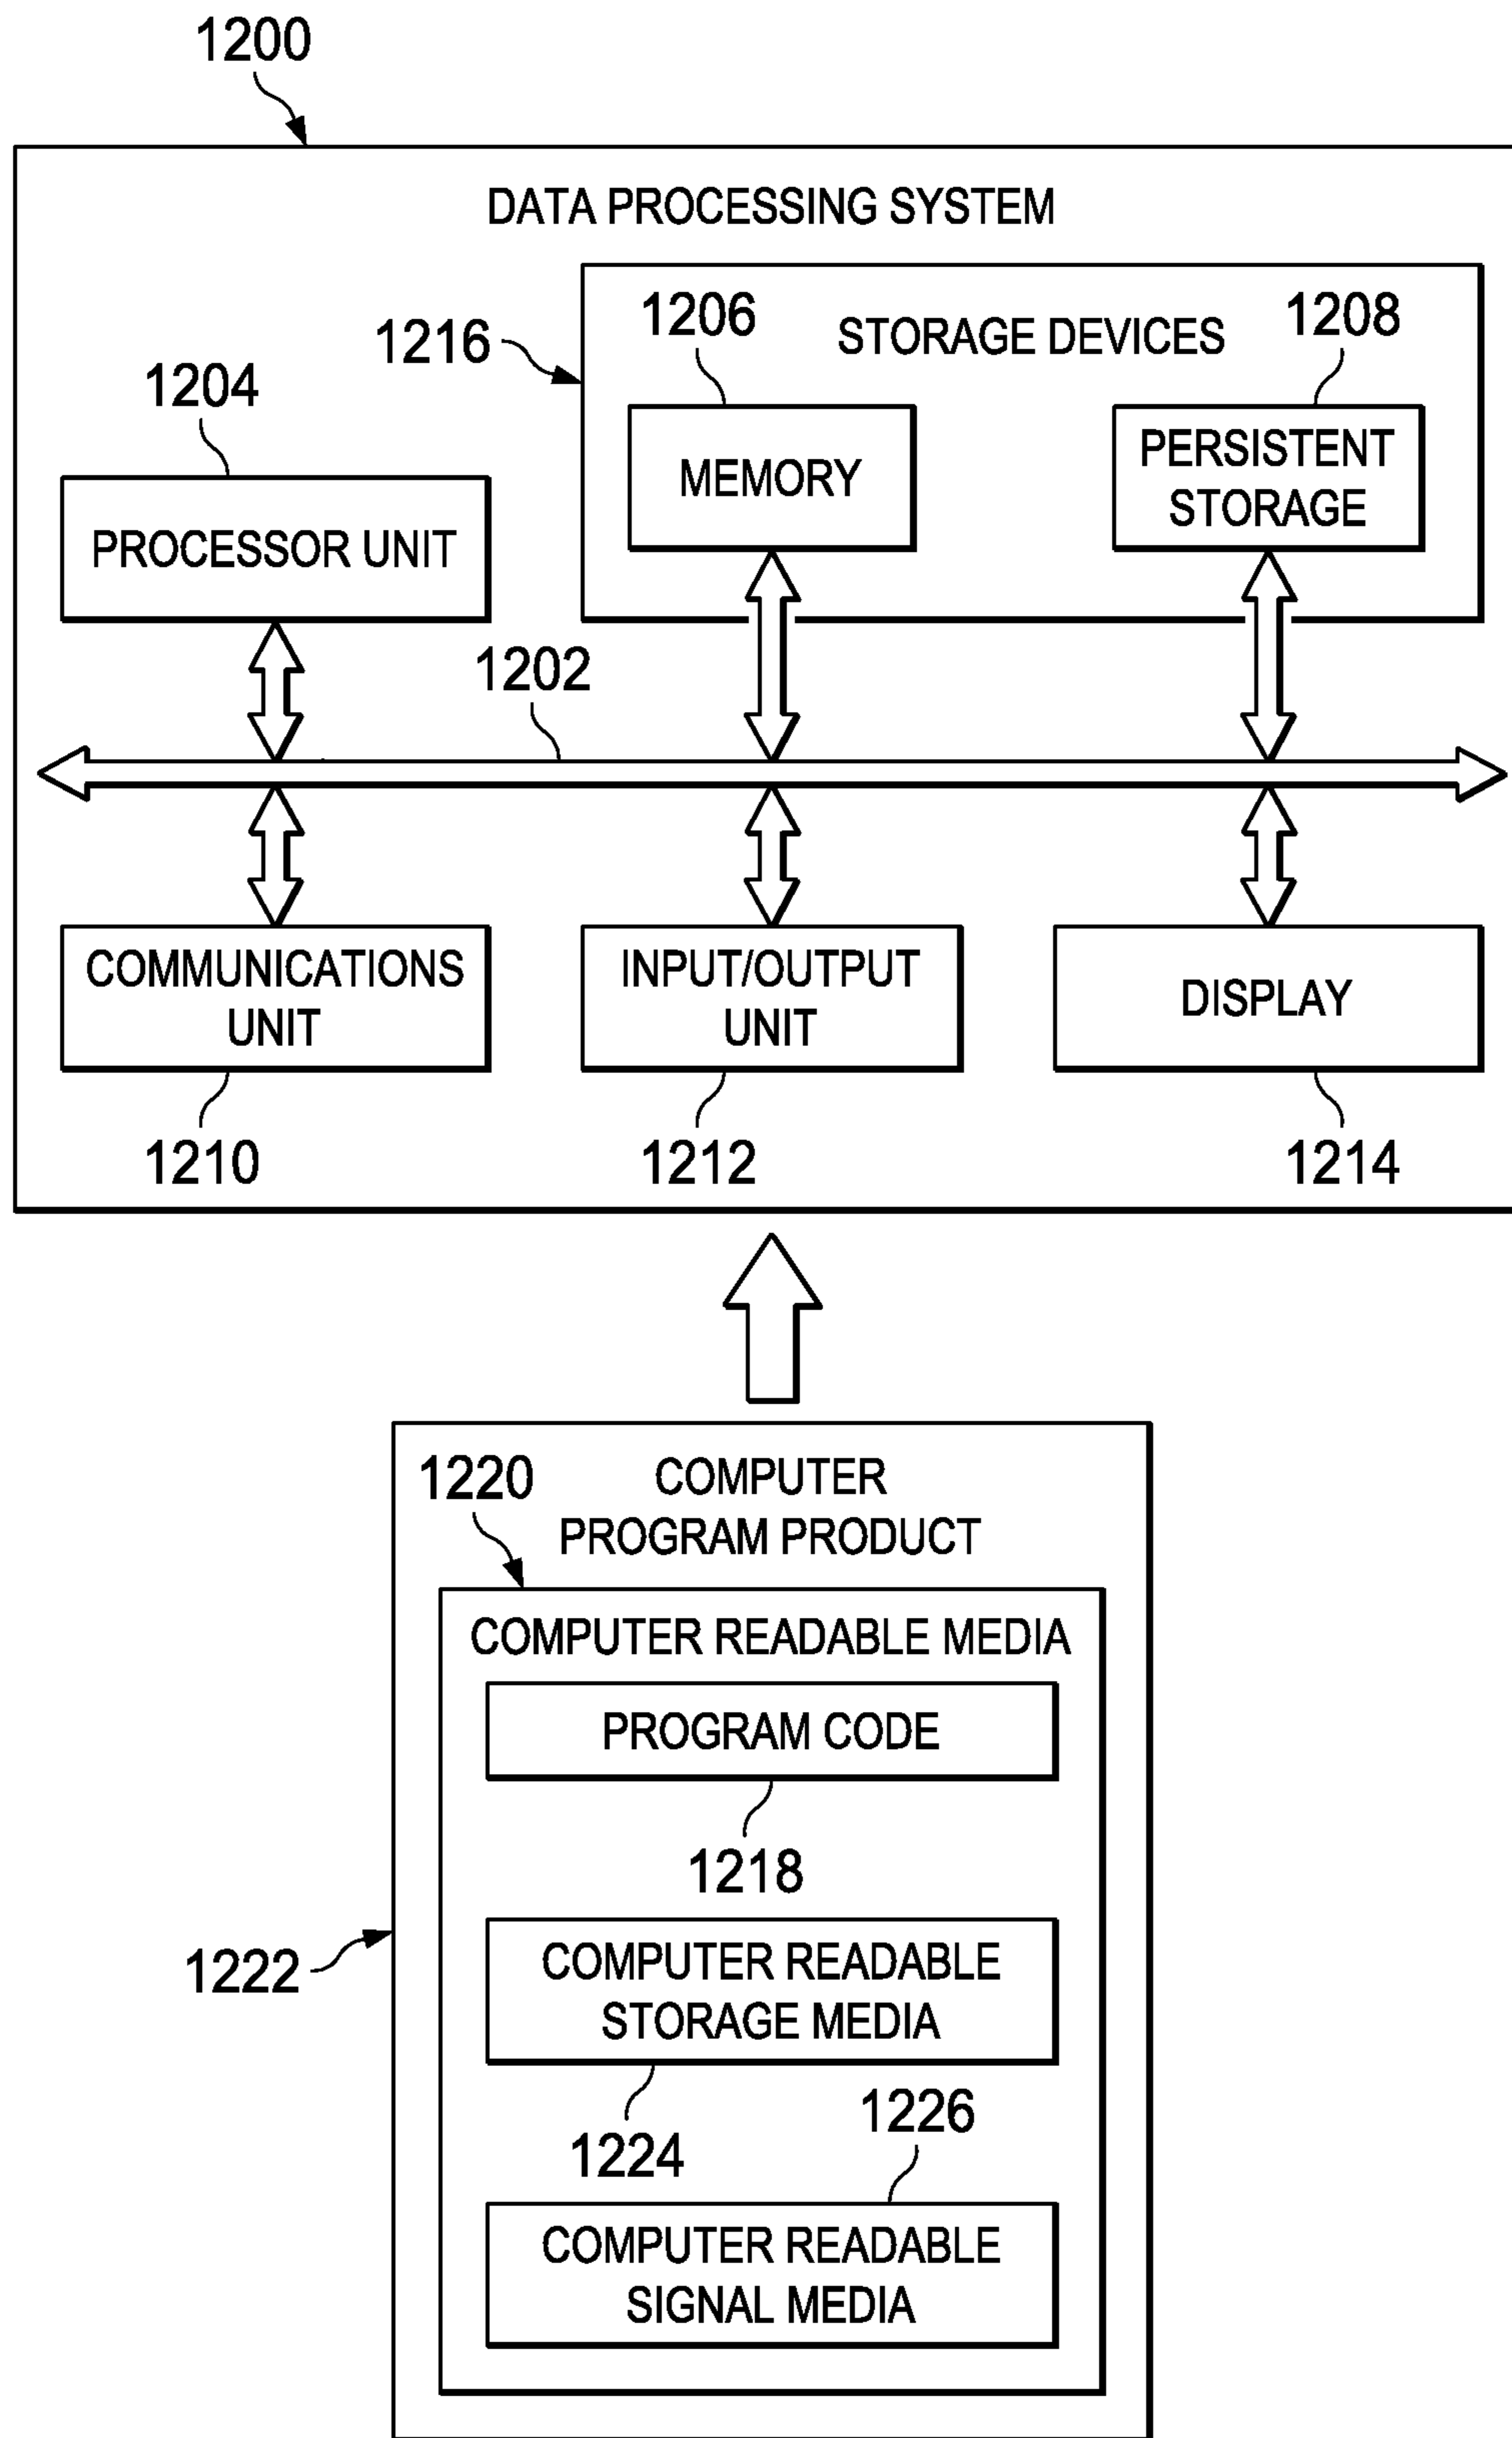 1200
DATA PROCESSING SYSTEM
1216
1206
STORAGE DEVICES
1208
1204
MEMORY
PERSISTENT
STORAGE
PROCESSOR UNIT
1202
COMMUNICATIONS
UNIT
INPUT/OUTPUT
UNIT
DISPLAY
1210
1212
1214
COMPUTER
PROGRAM PRODUCT
1220
COMPUTER READABLE MEDIA
PROGRAM CODE
1218
1222
COMPUTER READABLE
STORAGE MEDIA
1224
1226
COMPUTER READABLE
SIGNAL MEDIA